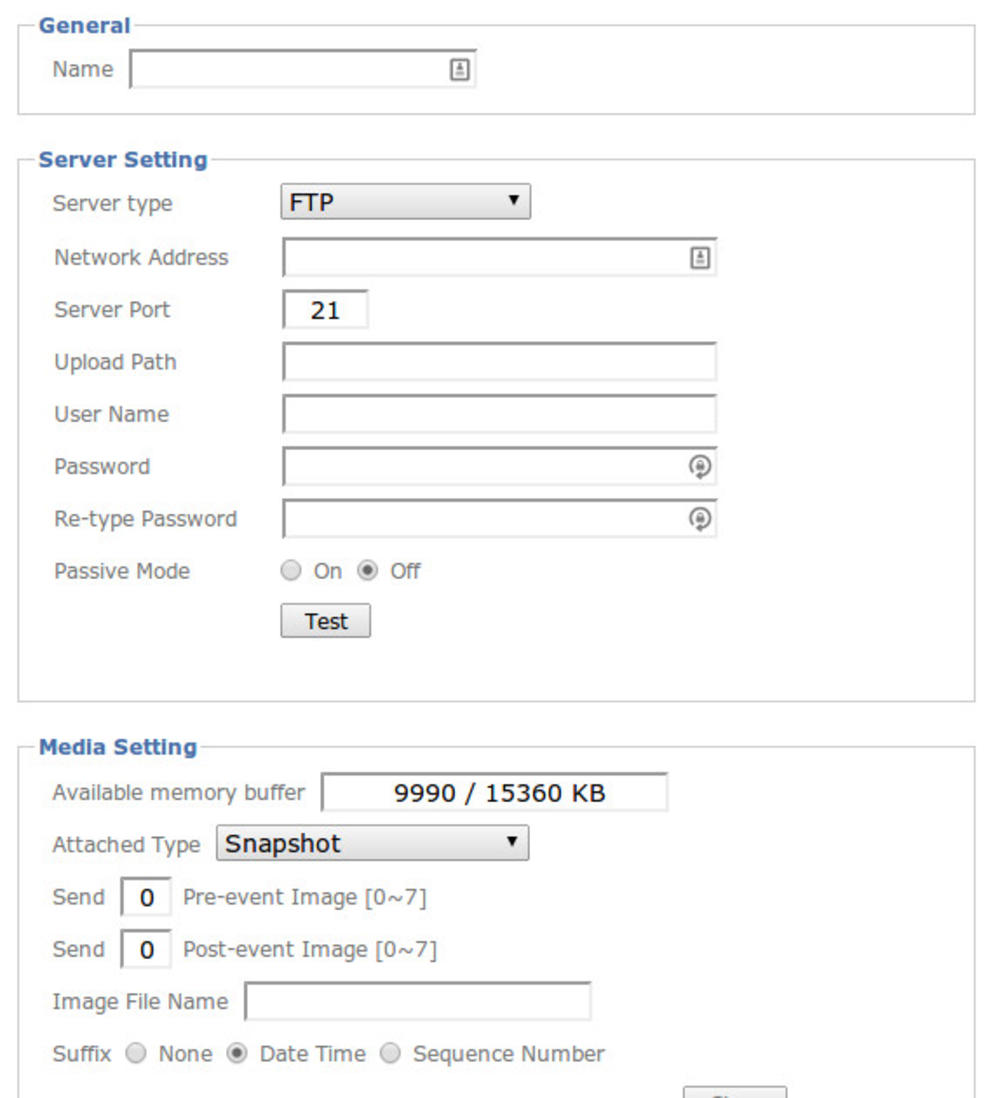 General
Name
Server Setting
Server type FTP
Network Address
Server Port 21
Upload Path
User Name
Password
Re-type Password
Passive Mode On Off
Test
Media Setting
Available memory buffer 9990 / 15360 KB
Attached Type Snapshot
Send 0 Pre-event Image [0~7]
Send 0 Post-event Image [0~7]
Image File Name
Suffix None Date Time Sequence Number